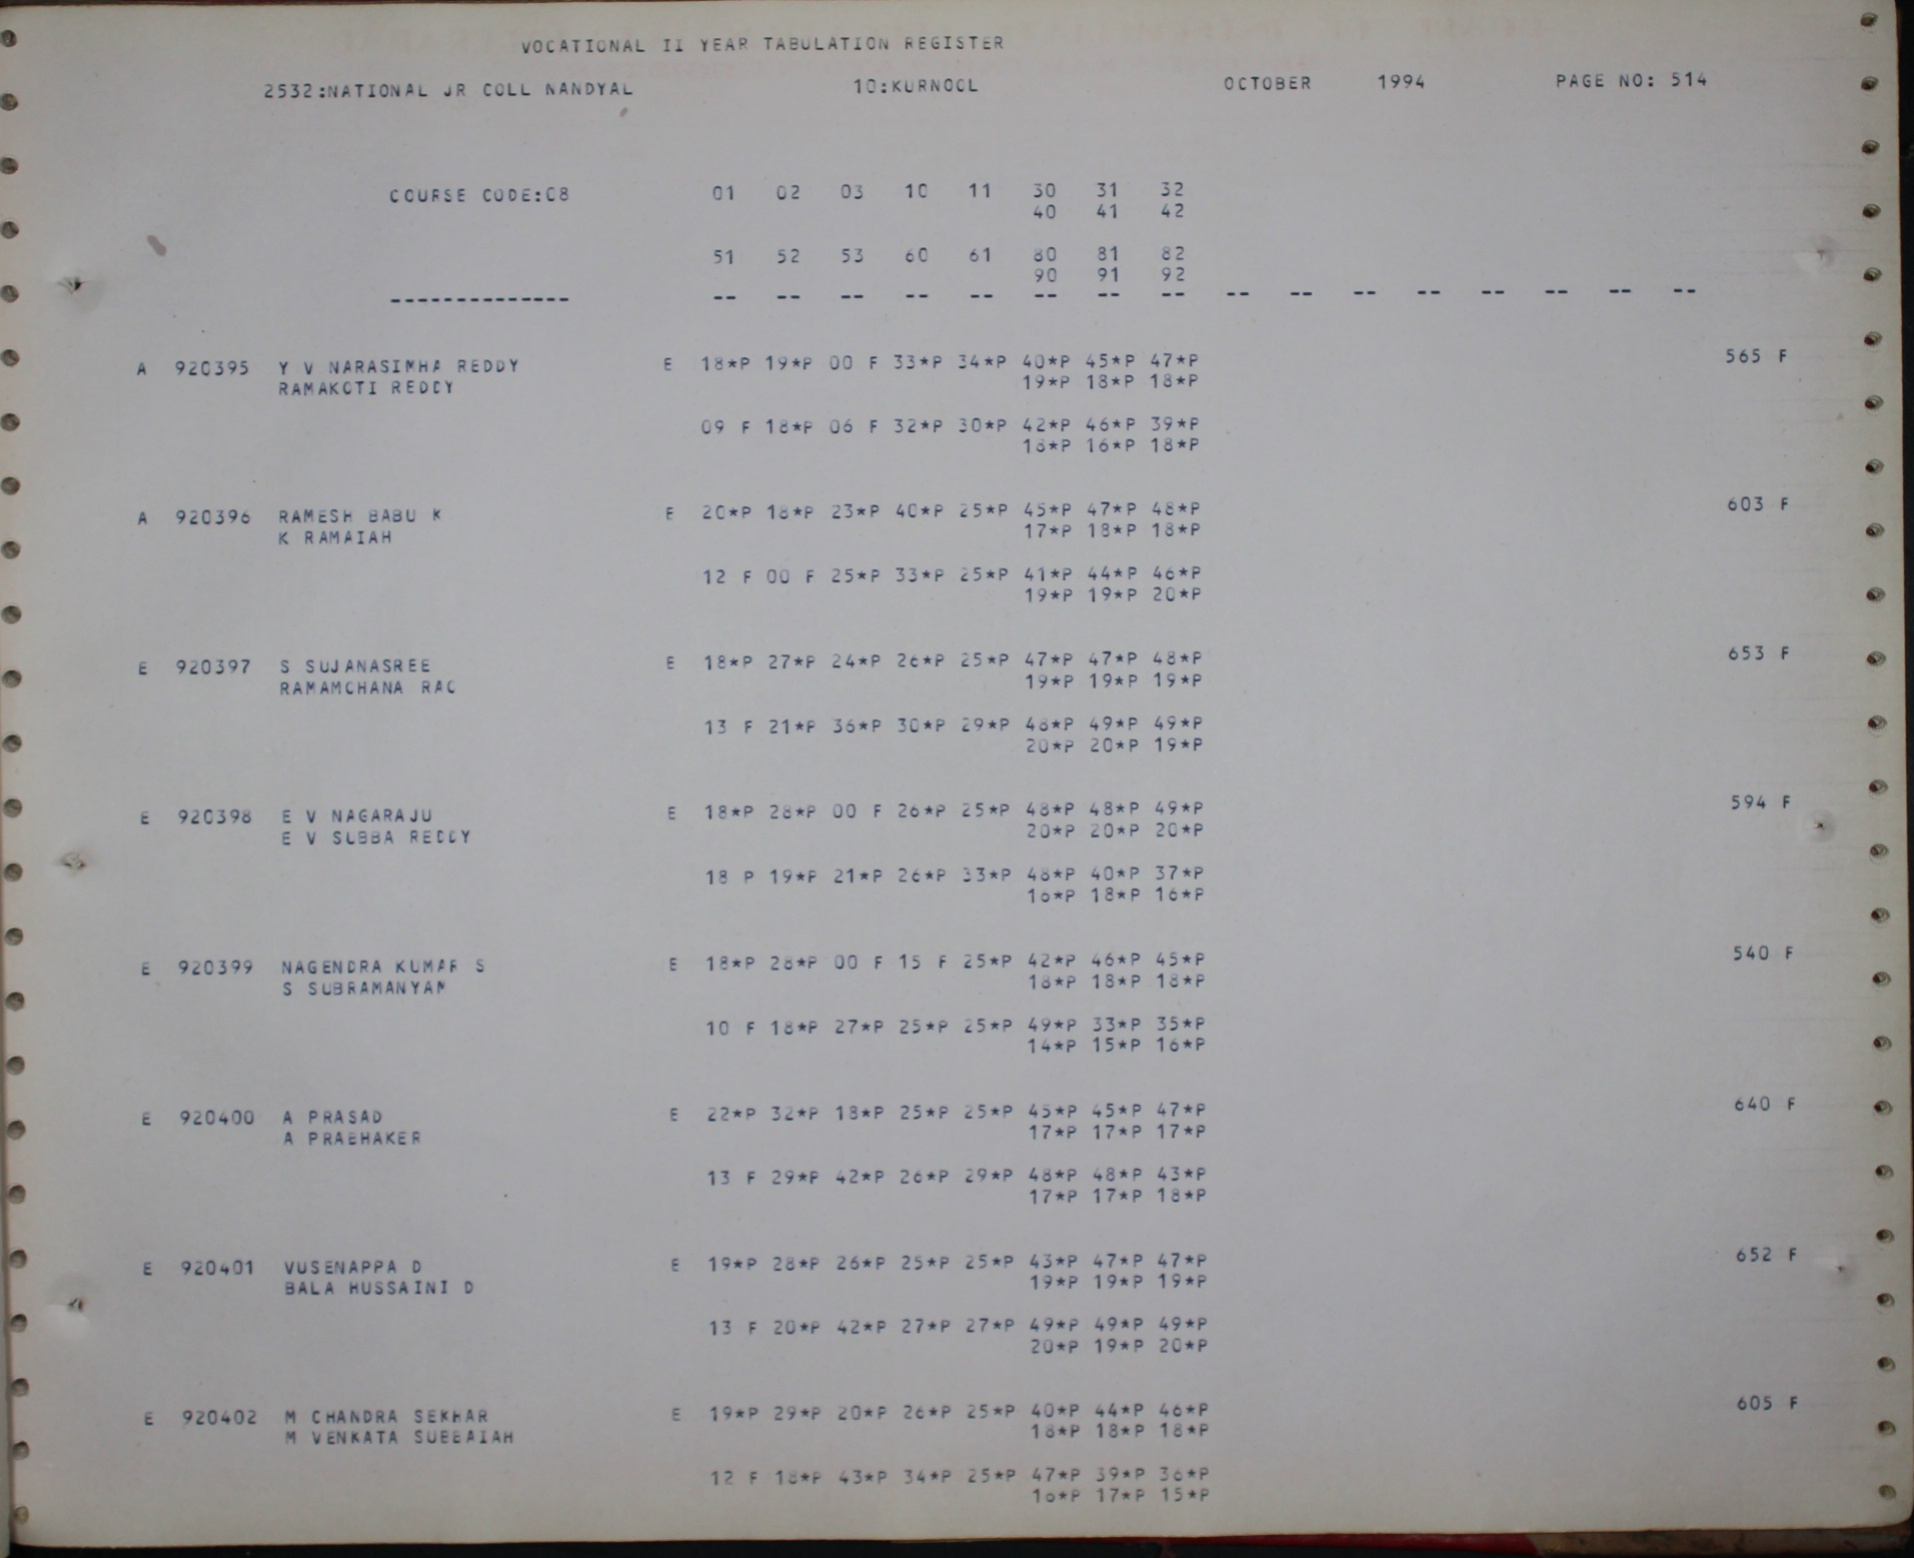 VOCATIONAL II YEAR TABULATION REGISTER
2532:NATIONAL JR COLL NANDYAL 10:KURNOOL OCTOBER 1994 PAGE NO: 514
COURSE CODE:08 01 02 03 10 11 30 31 32
40 41 42
51 52 53 60 61 80 81 82
90 91 92
-------------- -- -- -- -- -- -- -- -- -- -- -- -- -- -- -- --
A 920395 Y V NARASIMHA REDDY E 18*P 19*P 00 F 33*P 34*P 40*P 45*P 47*P 565 F
RAMAKOTI REDDY 19*P 18*P 18*P
09 F 18*P 06 F 32*P 30*P 42*P 46*P 39*P
18*P 16*P 18*P
A 920396 RAMESH BABU K E 20*P 18*P 23*P 40*P 25*P 45*P 47*P 48*P 603 F
K RAMAIAH 17*P 18*P 18*P
12 F 00 F 25*P 33*P 25*P 41*P 44*P 46*P
19*P 19*P 20*P
E 920397 S SUJANASREE E 18*P 27*P 24*P 26*P 25*P 47*P 47*P 48*P 653 F
RAMAMCHANA RAO 19*P 19*P 19*P
13 F 21*P 36*P 30*P 29*P 48*P 49*P 49*P
20*P 20*P 19*P
E 920398 E V NAGARAJU E 18*P 28*P 00 F 26*P 25*P 48*P 48*P 49*P 594 F
E V SUBBA REDDY 20*P 20*P 20*P
18 P 19*P 21*P 26*P 33*P 48*P 40*P 37*P
16*P 18*P 16*P
E 920399 NAGENDRA KUMAR S E 18*P 28*P 00 F 15 F 25*P 42*P 46*P 45*P 540 F
S SUBRAMANYAM 18*P 18*P 18*P
10 F 18*P 27*P 25*P 25*P 49*P 33*P 35*P
14*P 15*P 16*P
E 920400 A PRASAD E 22*P 32*P 18*P 25*P 25*P 45*P 45*P 47*P 640 F
A PRABHAKER 17*P 17*P 17*P
13 F 29*P 42*P 26*P 29*P 48*P 48*P 43*P
17*P 17*P 18*P
E 920401 VUSENAPPA D E 19*P 28*P 26*P 25*P 25*P 43*P 47*P 47*P 652 F
BALA HUSSAINI D 19*P 19*P 19*P
13 F 20*P 42*P 27*P 27*P 49*P 49*P 49*P
20*P 19*P 20*P
E 920402 M CHANDRA SEKHAR E 19*P 29*P 20*P 26*P 25*P 40*P 44*P 46*P 605 F
M VENKATA SUBBAIAH 18*P 18*P 18*P
12 F 18*P 43*P 34*P 25*P 47*P 39*P 36*P
16*P 17*P 15*P